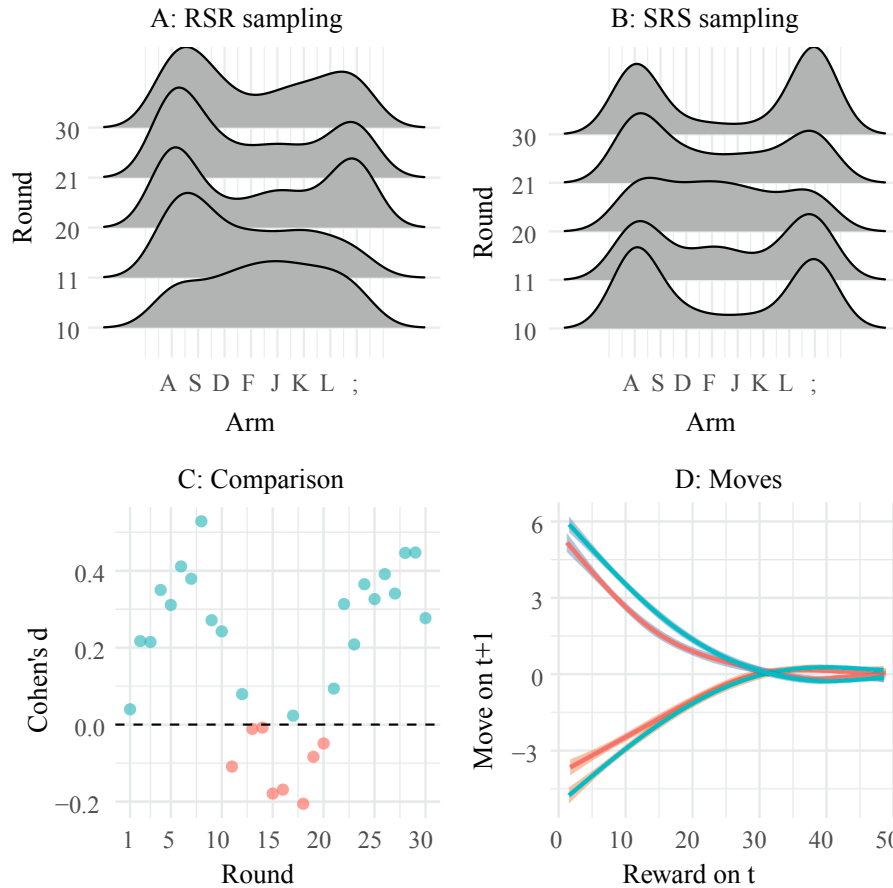 A: RSR sampling
Round
30
21
20
11
10
A S D F J K L ;
Arm
B: SRS sampling
Round
30
21
20
11
10
A S D F J K L ;
Arm
C: Comparison
Cohen's d
0.4
0.2
0.0
−0.2
1 5 10 15 20 25 30
Round
D: Moves
Move on t+1
6
3
0
−3
0 10 20 30 40 50
Reward on t